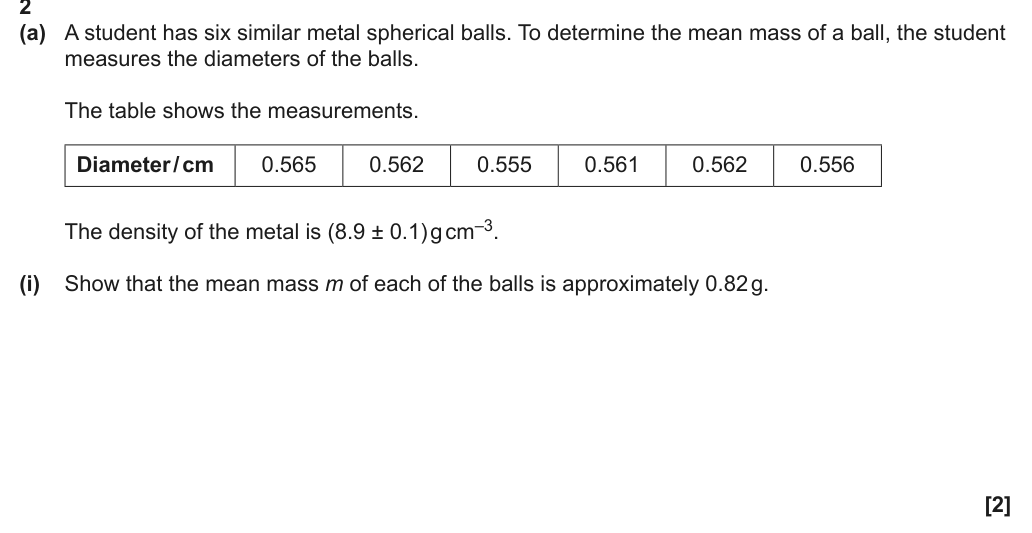 2
(a) A student has six similar metal spherical balls. To determine the mean mass of a ball, the student
measures the diameters of the balls.
The table shows the measurements.
Diameter / cm 0.565 0.562 0.555 0.561 0.562 0.556
The density of the metal is (8.9 ± 0.1) g cm⁻³.
(i) Show that the mean mass m of each of the balls is approximately 0.82 g.
[2]